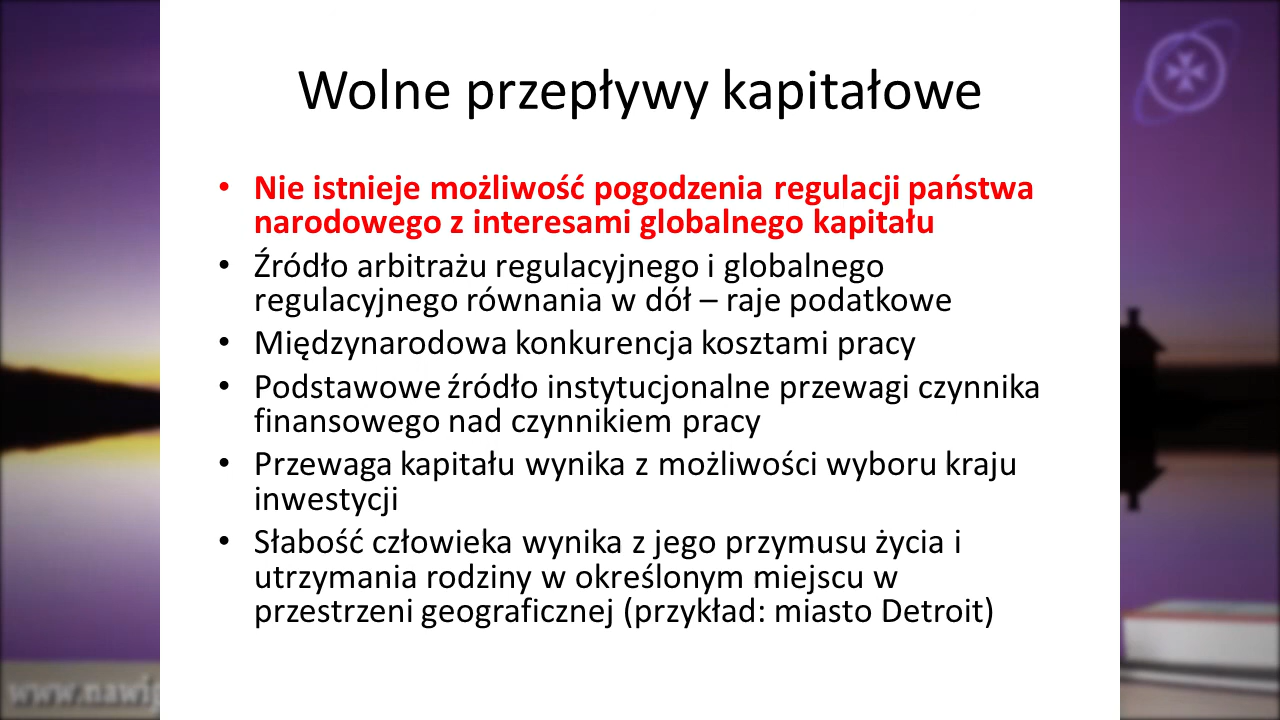 Wolne przepływy kapitałowe
• Nie istnieje możliwość pogodzenia regulacji państwa
narodowego z interesami globalnego kapitału
• Źródło arbitrażu regulacyjnego i globalnego
regulacyjnego równania w dół – raje podatkowe
• Międzynarodowa konkurencja kosztami pracy
• Podstawowe źródło instytucjonalne przewagi czynnika
finansowego nad czynnikiem pracy
• Przewaga kapitału wynika z możliwości wyboru kraju
inwestycji
• Słabość człowieka wynika z jego przymusu życia i
utrzymania rodziny w określonym miejscu w
przestrzeni geograficznej (przykład: miasto Detroit)